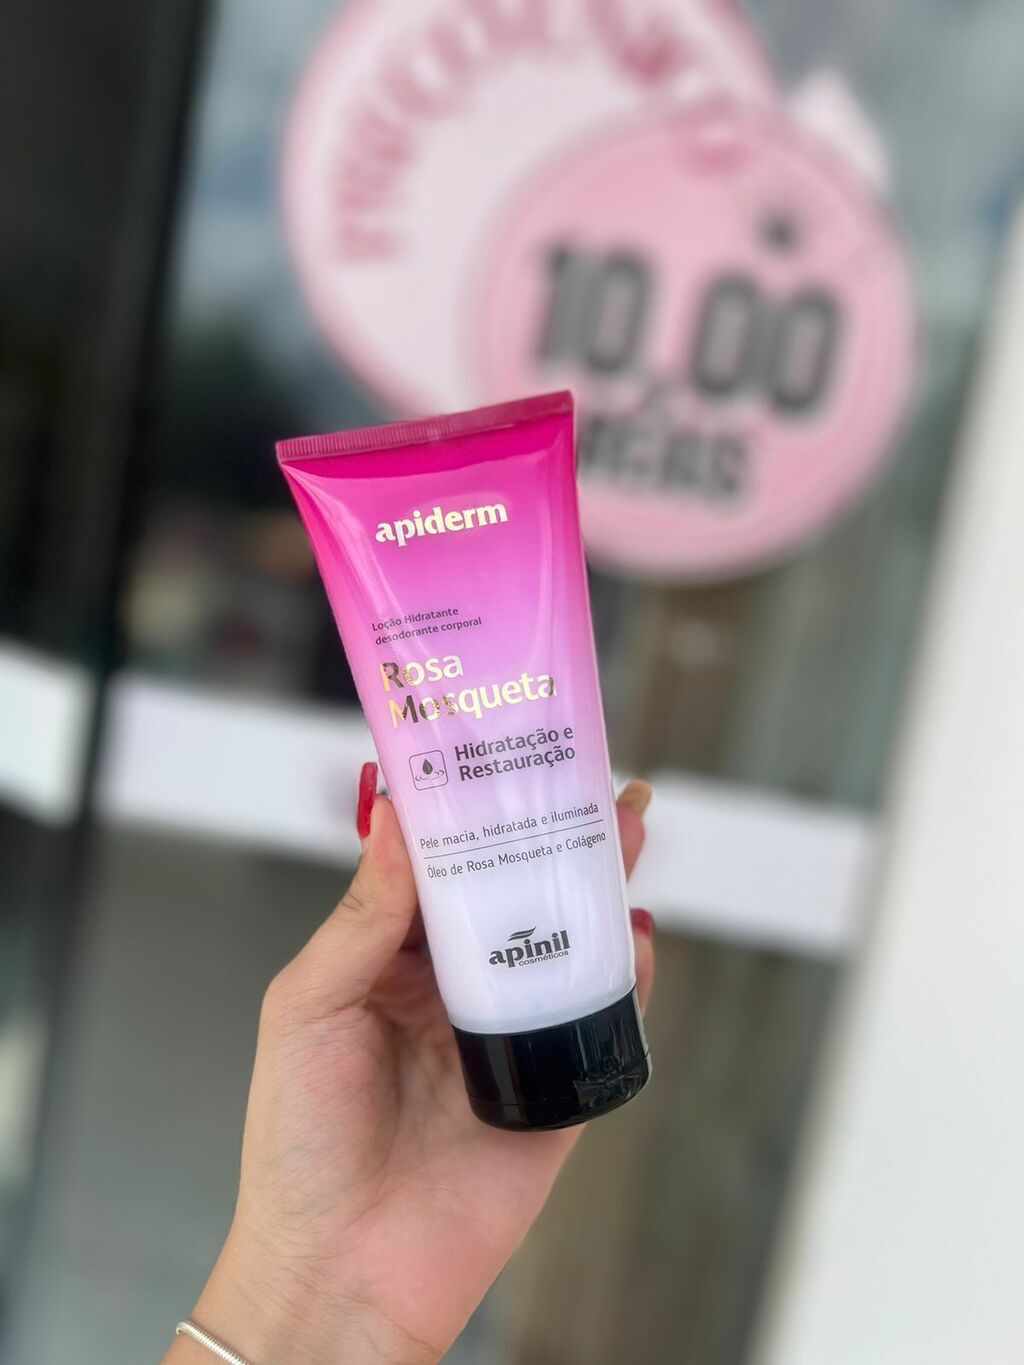 10,00
apiderm
Loção Hidratante
desodorante corporal
Rosa
Mosqueta
Hidratação e
Restauração
Pele macia, hidratada e iluminada
Óleo de Rosa Mosqueta e Colágeno
apinil
cosméticos